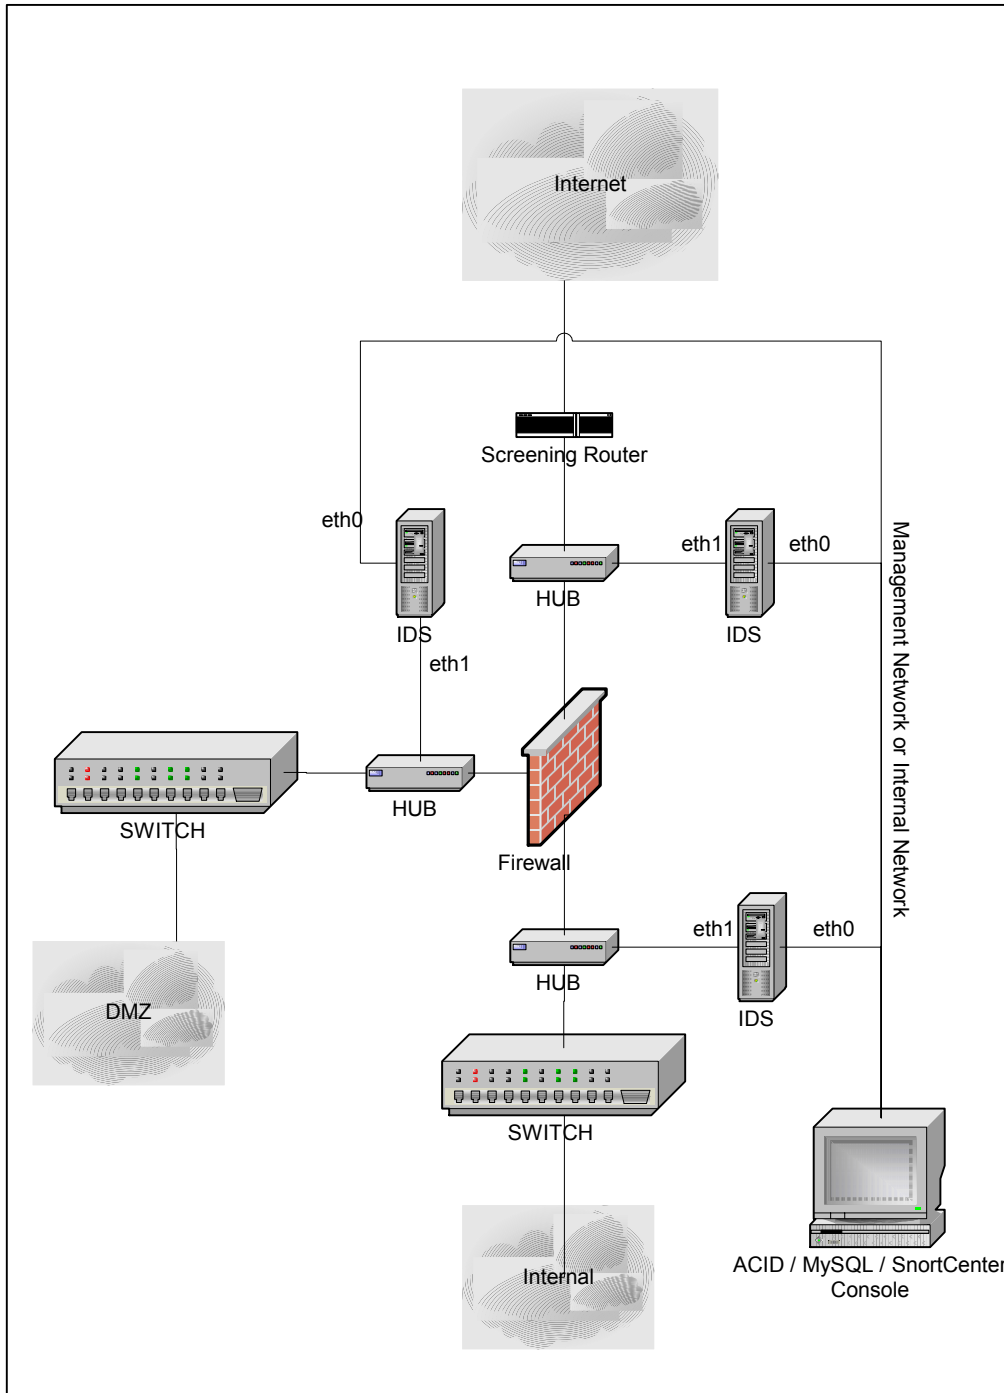 Internet
Screening Router
eth0
eth1
eth0
HUB
IDS
IDS
eth1
Management Network or Internal Network
HUB
SWITCH
Firewall
eth1
eth0
HUB
IDS
DMZ
SWITCH
Internal
ACID / MySQL / SnortCenter
Console